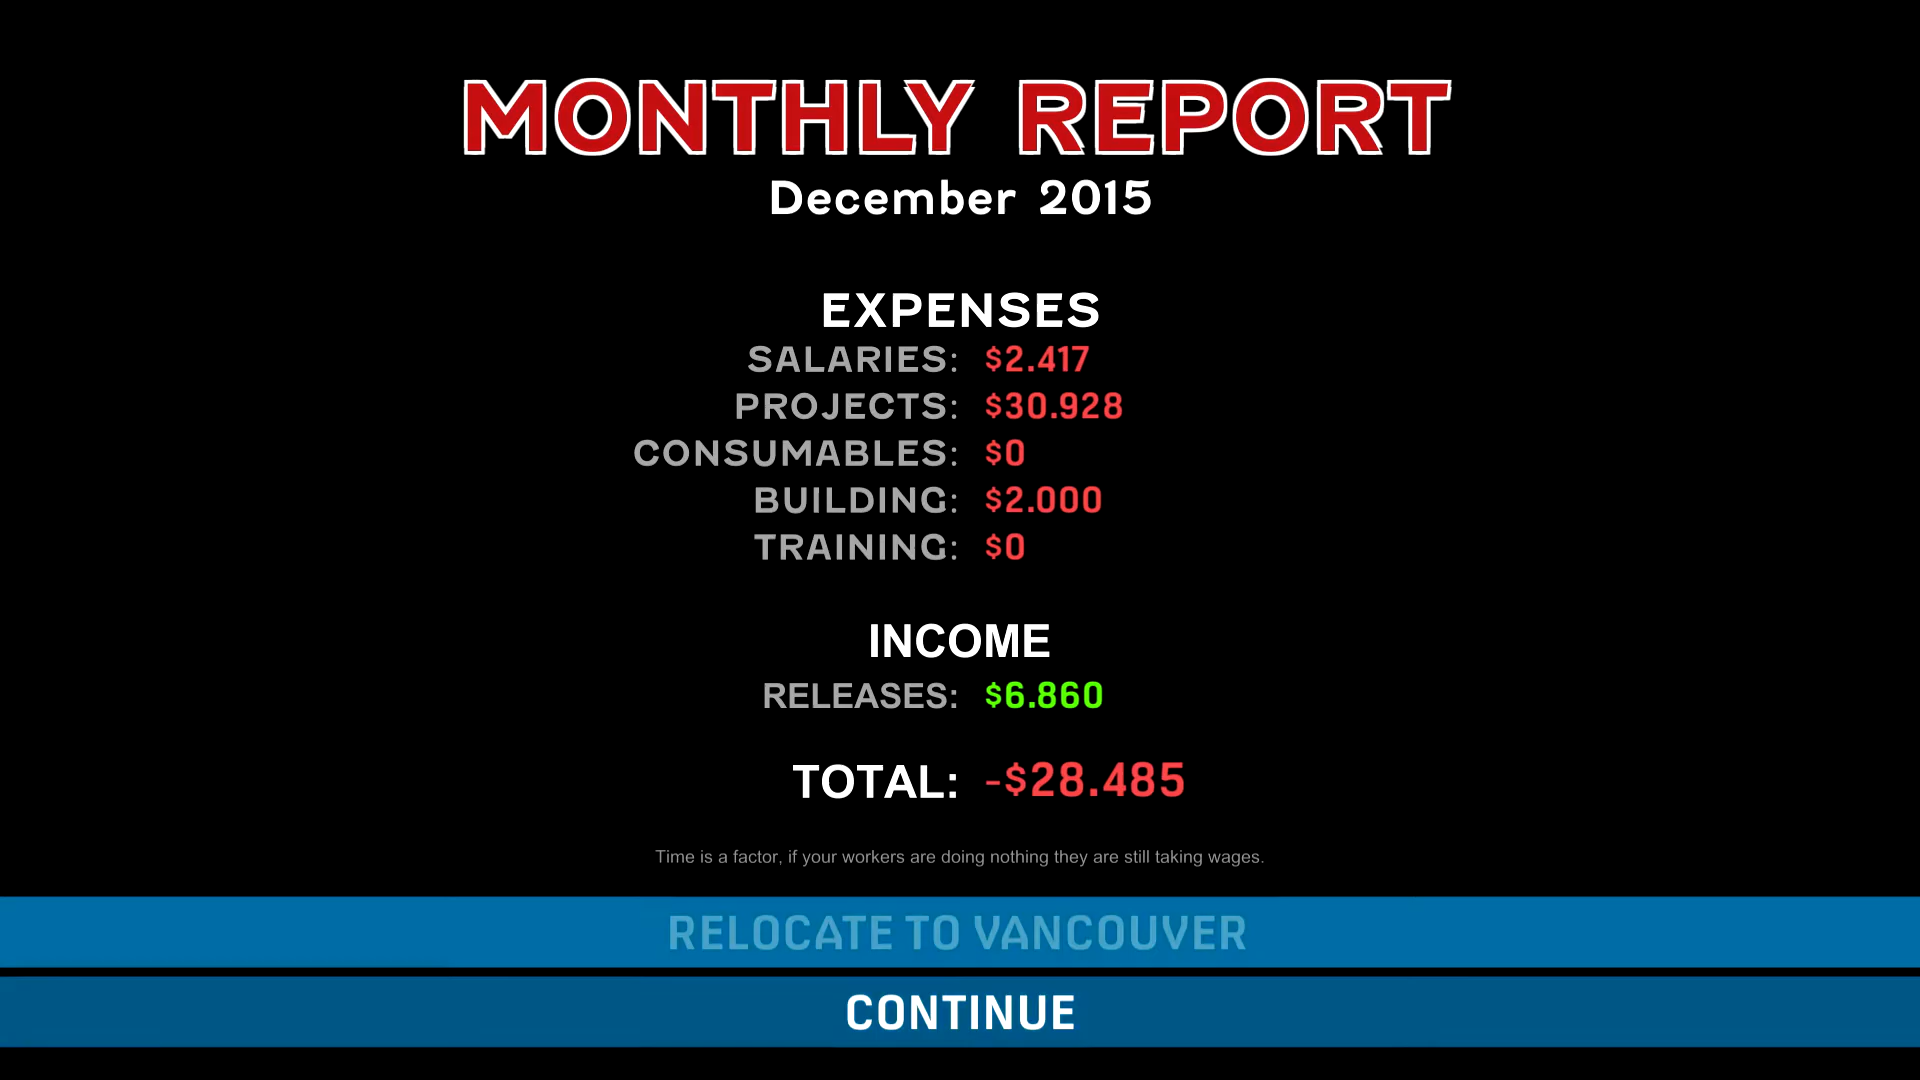 MONTHLY REPORT
December 2015
EXPENSES
SALARIES: $2.417
PROJECTS: $30.928
CONSUMABLES: $0
BUILDING: $2.000
TRAINING: $0
INCOME
RELEASES: $6.860
TOTAL: -$28.485
Time is a factor, if your workers are doing nothing they are still taking wages.
RELOCATE TO VANCOUVER
CONTINUE